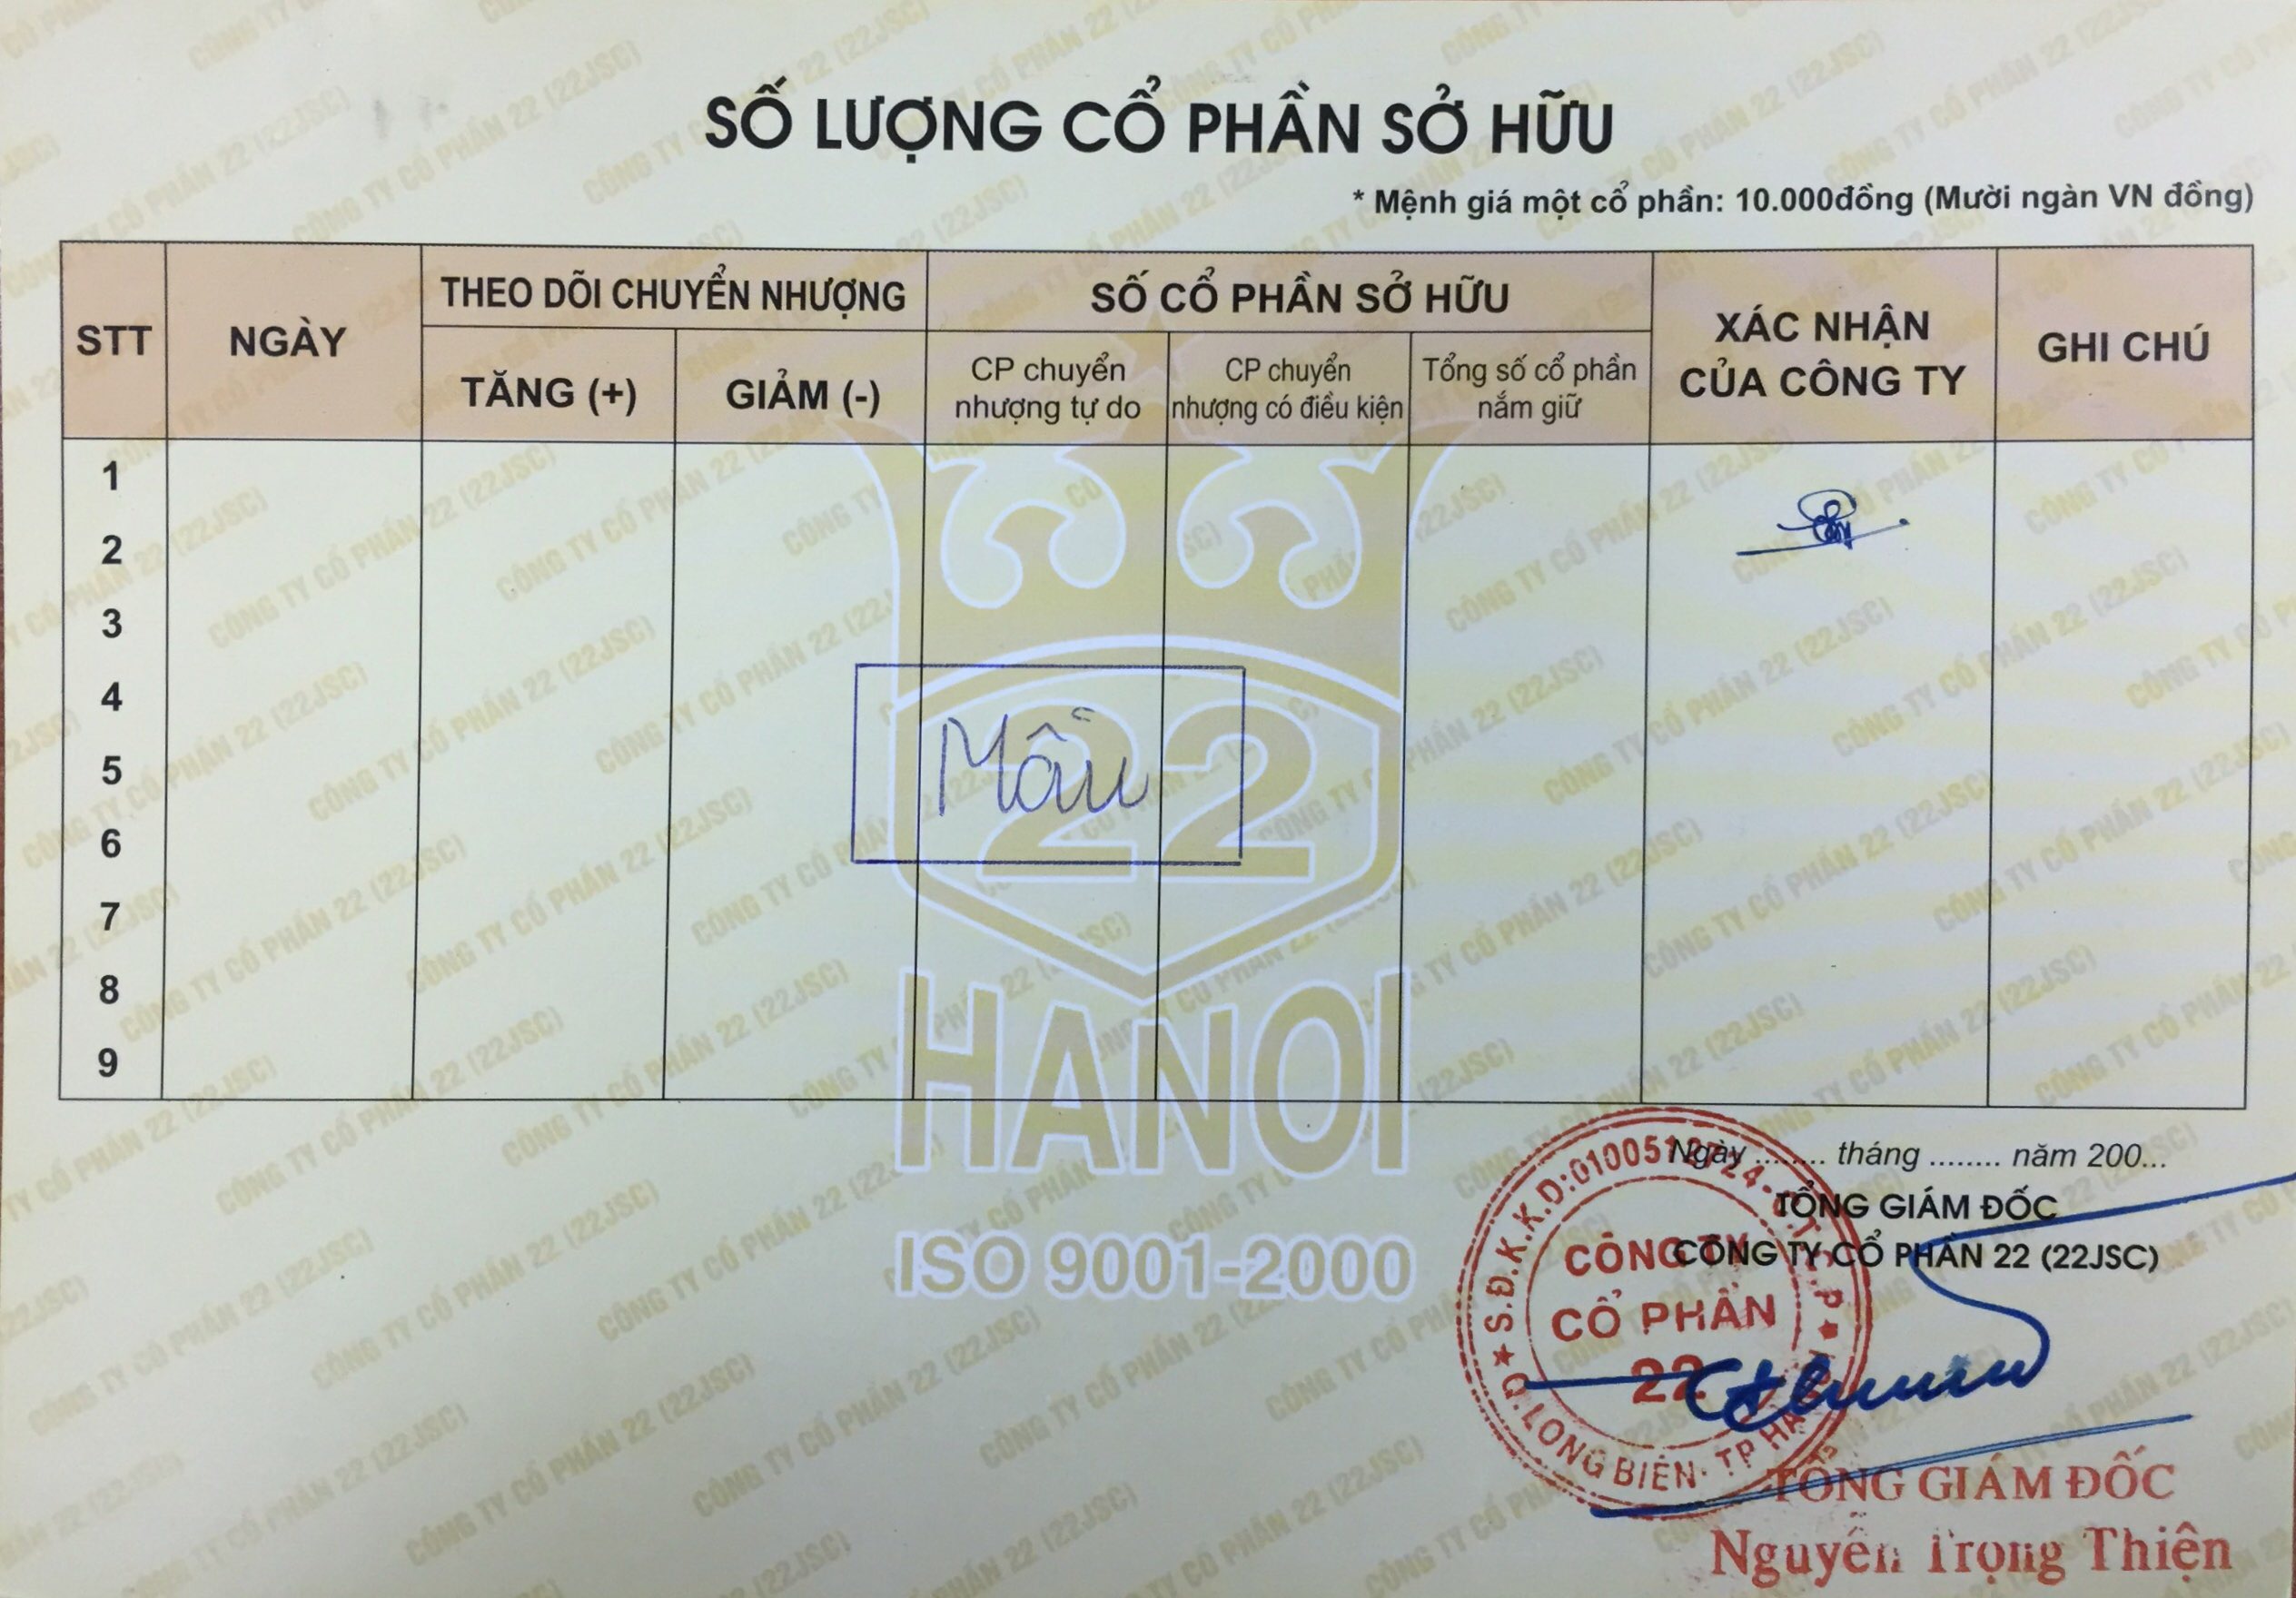 SỐ LƯỢNG CỔ PHẦN SỞ HỮU
* Mệnh giá một cổ phần: 10.000đồng (Mười ngàn VN đồng)
STT
NGÀY
THEO DÕI CHUYỂN NHƯỢNG
TĂNG (+)
GIẢM (-)
SỐ CỔ PHẦN SỞ HỮU
CP chuyển
nhượng tự do
CP chuyển
nhượng có điều kiện
Tổng số cổ phần
nắm giữ
XÁC NHẬN
CỦA CÔNG TY
GHI CHÚ
1
2
3
4
5
6
7
8
9
Mẫu
22
HANOI
ISO 9001-2000
Ngày ........ tháng ........ năm 200...
TỔNG GIÁM ĐỐC
CÔNG TY CỔ PHẦN 22 (22JSC)
CÔNG TY
CỔ PHẦN
22
Q.LONG BIÊN- TP HÀ
TỔNG GIÁM ĐỐC
Nguyễn Trọng Thiện